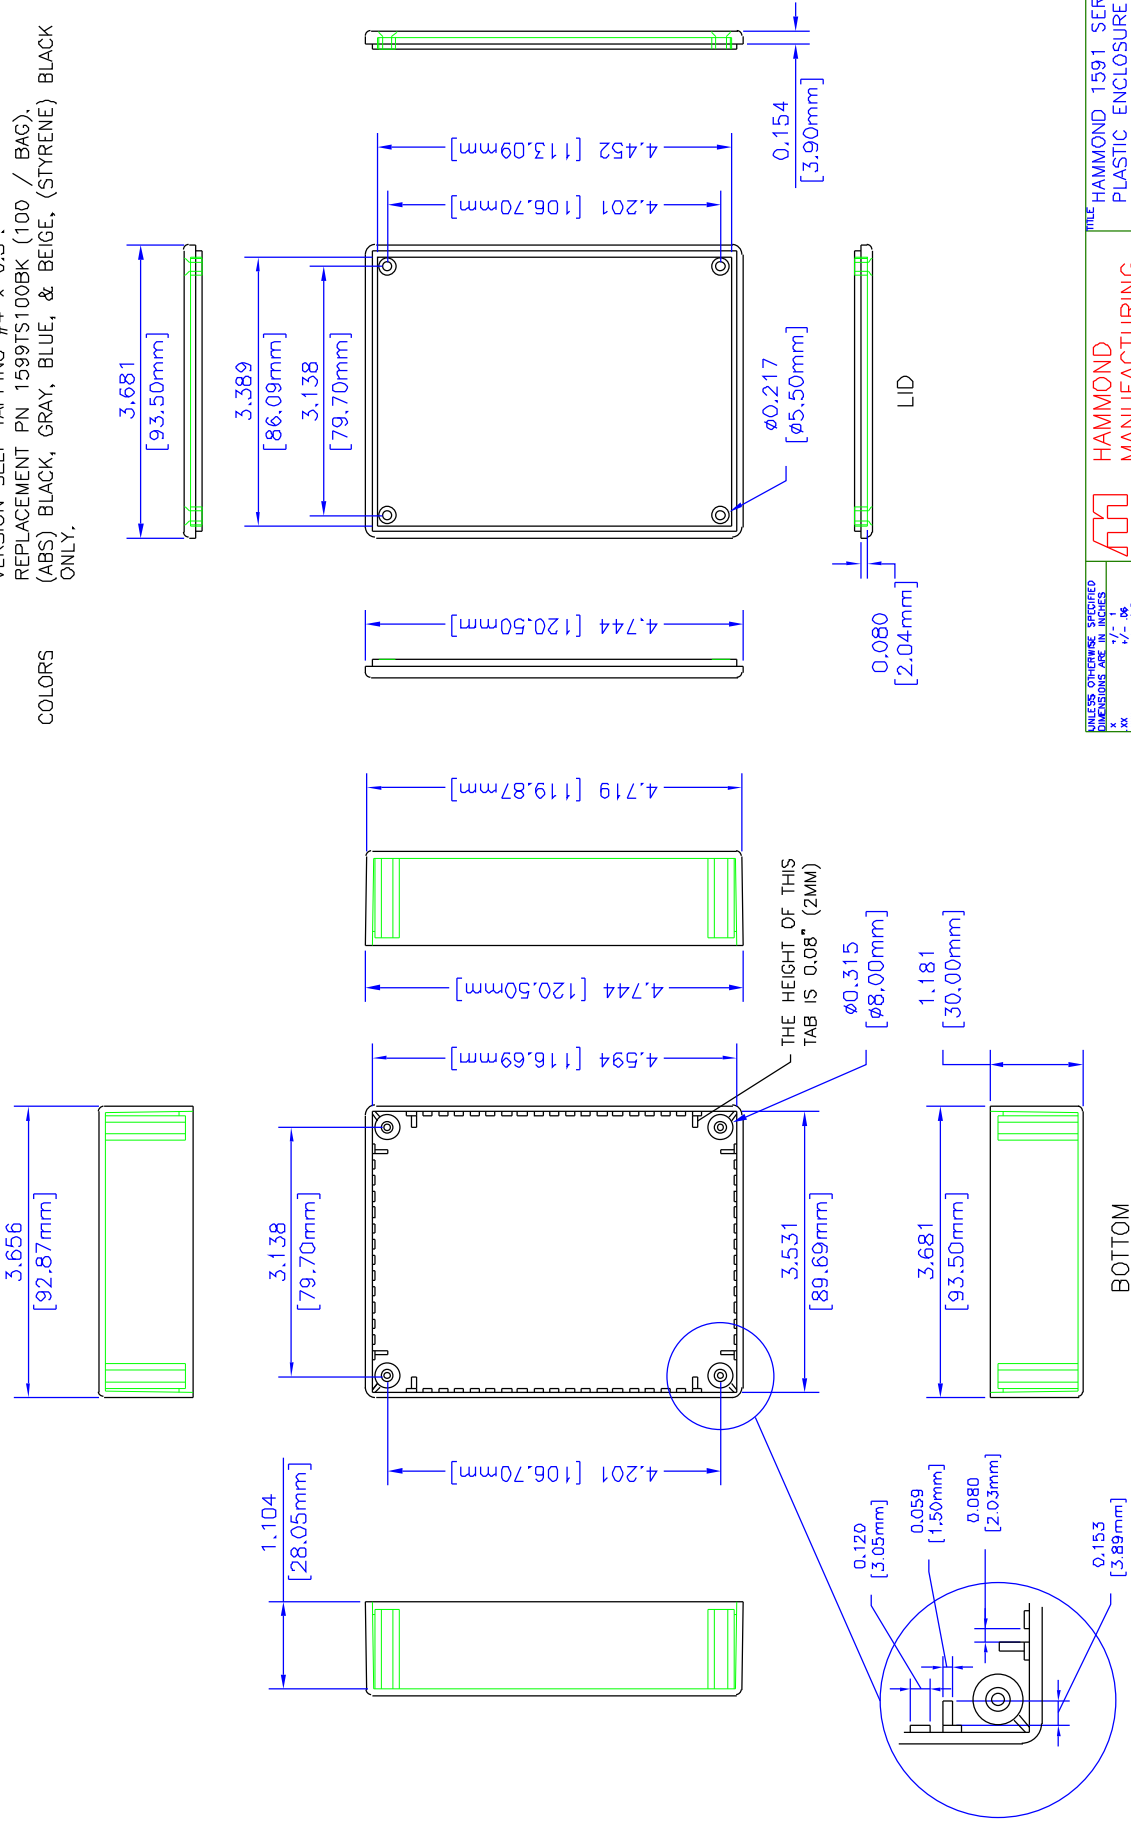 REPLACEMENT PN 1599TS100BK (100 / BAG).
COLORS
(ABS) BLACK, GRAY, BLUE, & BEIGE, (STYRENE) BLACK
ONLY.
3.681
[93.50mm]
3.389
[86.09mm]
3.138
[79.70mm]
4.452 [113.09mm]
4.201 [106.70mm]
0.154
[3.90mm]
ø0.217
[ø5.50mm]
LID
4.744 [120.50mm]
0.080
[2.04mm]
4.719 [119.87mm]
4.744 [120.50mm]
4.594 [116.69mm]
THE HEIGHT OF THIS
TAB IS 0.08" (2MM)
ø0.315
[ø8.00mm]
1.181
[30.00mm]
3.656
[92.87mm]
3.138
[79.70mm]
3.531
[89.69mm]
3.681
[93.50mm]
BOTTOM
4.201 [106.70mm]
1.104
[28.05mm]
0.120
[3.05mm]
0.059
[1.50mm]
0.080
[2.03mm]
0.153
[3.89mm]
UNLESS OTHERWISE SPECIFIED
DIMENSIONS ARE IN INCHES
X +/- .1
.XX +/- .06
HAMMOND
MANUFACTURING
TITLE
HAMMOND 1591 SER
PLASTIC ENCLOSURE